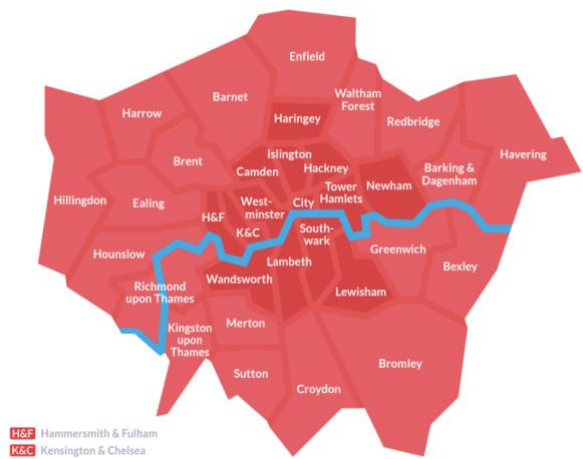 Enfield
Barnet
Harrow
Waltham
Forest
Haringey
Redbridge
Havering
Brent
Islington
Camden
Hackney
Barking &
Dagenham
Newham
Tower
Hamlets
Hillingdon
Ealing
West-
minster
City
H&F
K&C
South-
wark
Hounslow
Greenwich
Bexley
Lambeth
Wandsworth
Richmond
upon Thames
Lewisham
Merton
Kingston
upon
Thames
Sutton
Croydon
Bromley
H&F Hammersmith & Fulham
K&C Kensington & Chelsea